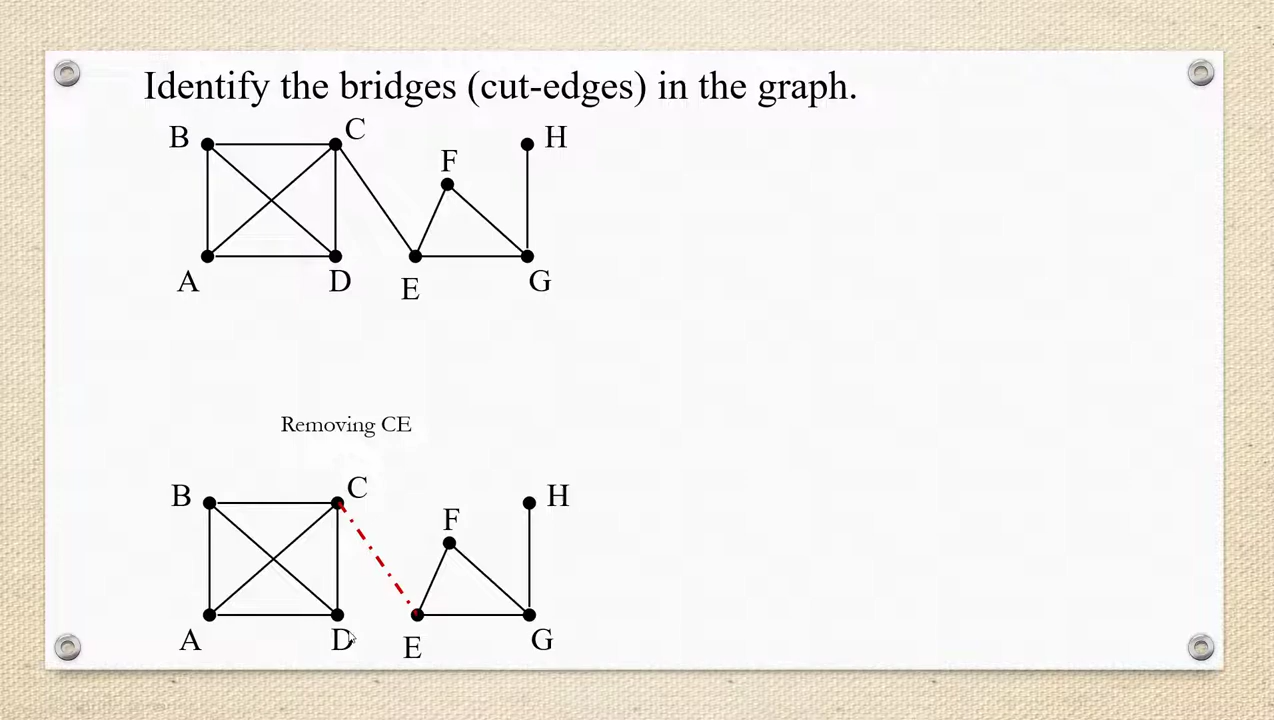 Identify the bridges (cut-edges) in the graph.
B
C
H
F
A
D
E
G
Removing CE
B
C
H
F
A
D
E
G